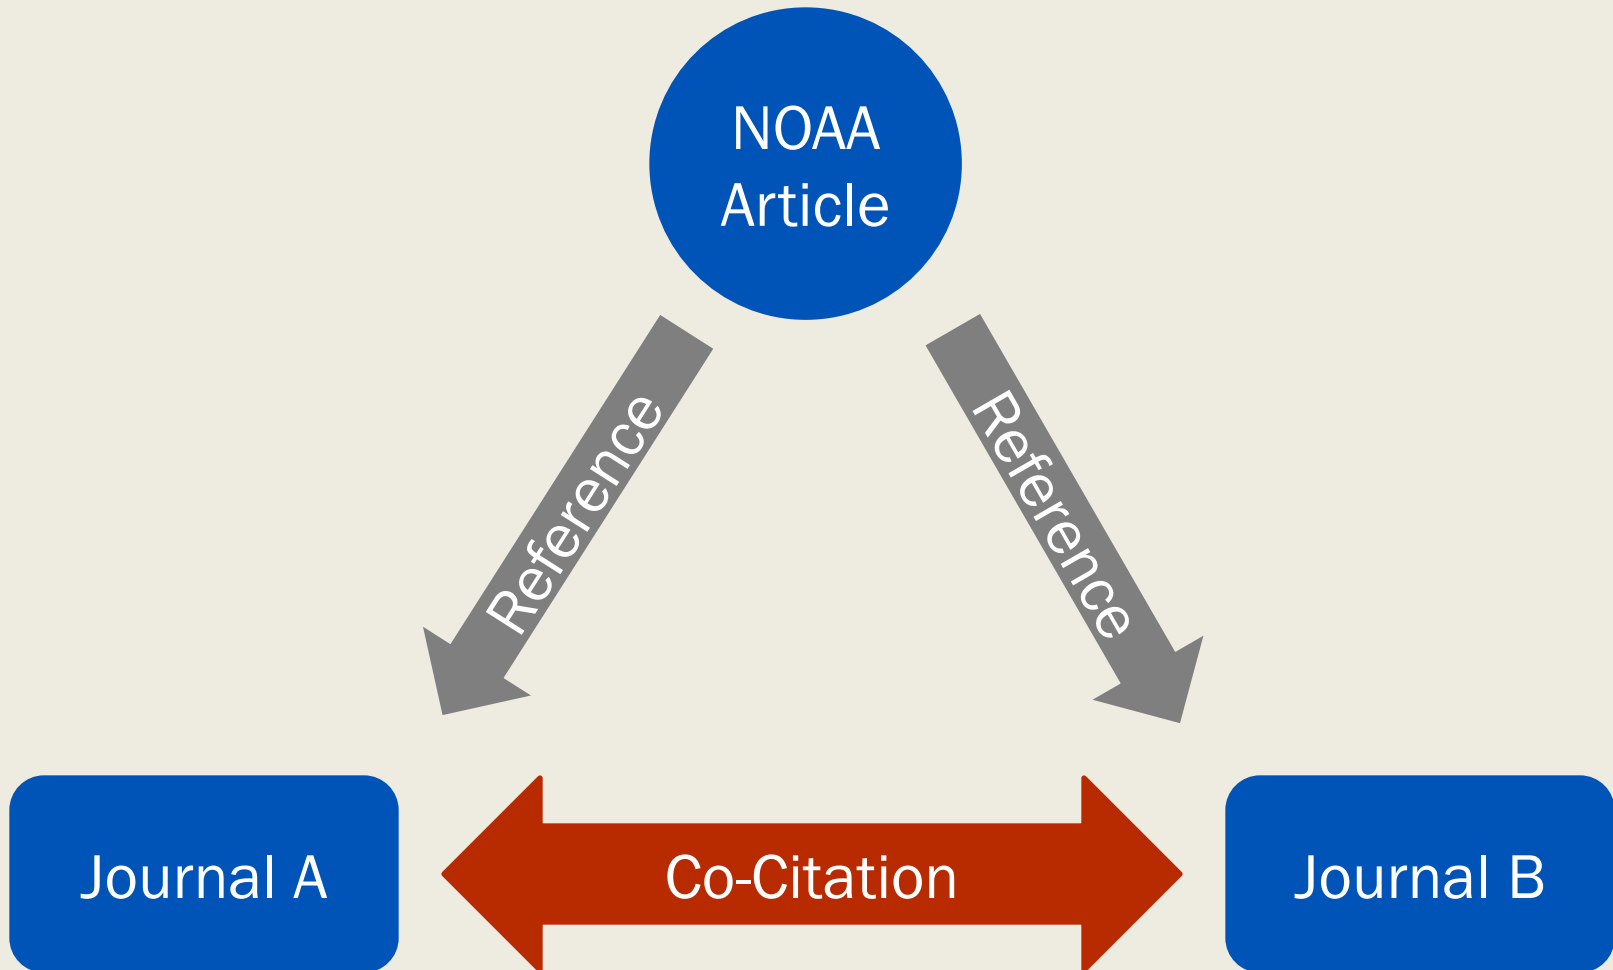 NOAA
Article
Reference
Reference
Journal A
Co-Citation
Journal B